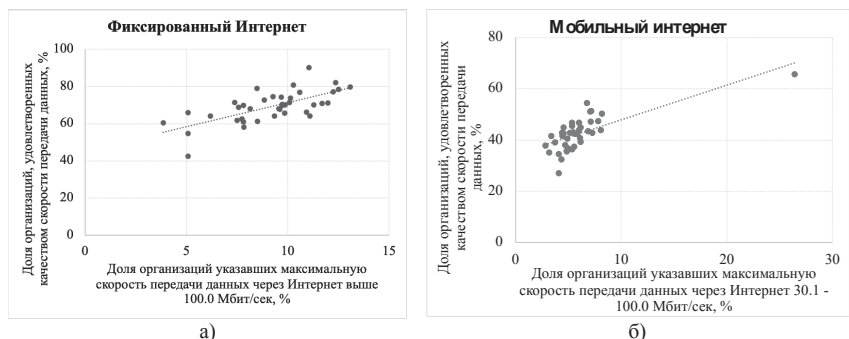 Фиксированный Интернет
Доля организаций, удовлетворенных
качеством скорости передачи данных, %
100
80
60
40
20
0
0
5
10
15
Доля организаций указавших максимальную
скорость передачи данных через Интернет выше
100.0 Мбит/сек, %
а)
Мобильный интернет
Доля организаций, удовлетворенных
качеством скорости передачи
данных, %
80
60
40
20
0
0
10
20
30
Доля организаций указавших максимальную
скорость передачи данных через Интернет 30.1 -
100.0 Мбит/сек, %
б)